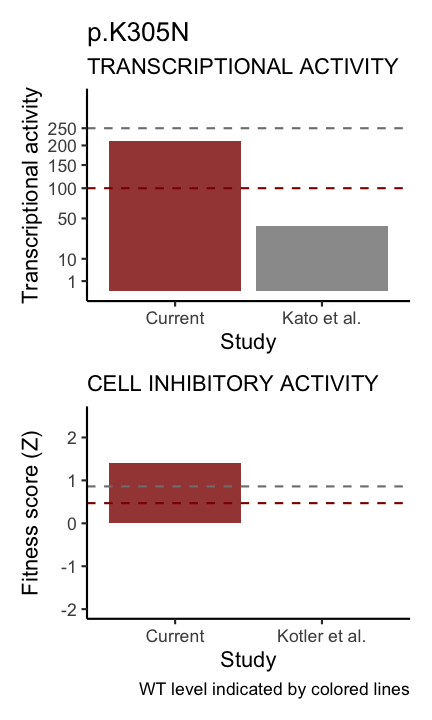 p.K305N
TRANSCRIPTIONAL ACTIVITY
Transcriptional activity
250
200
150
100
50
10
1
Current
Kato et al.
Study
CELL INHIBITORY ACTIVITY
Fitness score (Z)
2
1
0
-1
-2
Current
Kotler et al.
Study
WT level indicated by colored lines